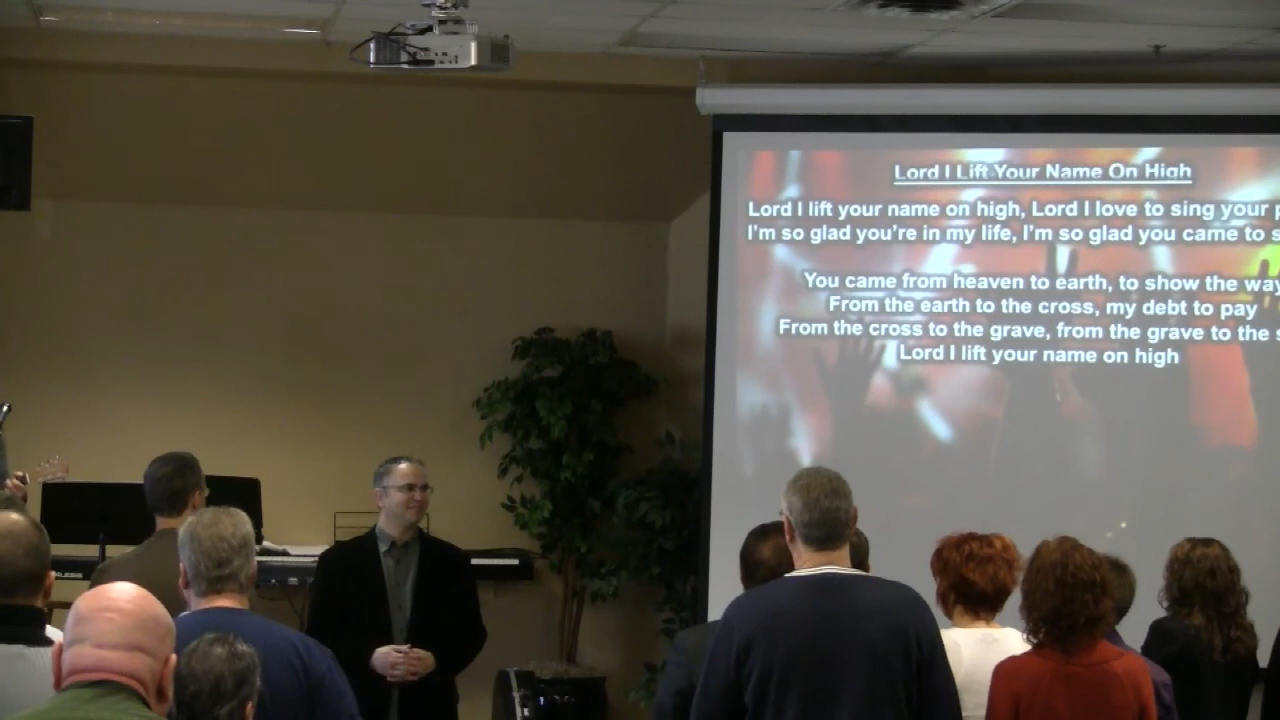 Lord I Lift Your Name On High
Lord I lift your name on high, Lord I love to sing your
I'm so glad you're in my life, I'm so glad you came to
You came from heaven to earth, to show the way
From the earth to the cross, my debt to pay
From the cross to the grave, from the grave to the
Lord I lift your name on high
ALESIS